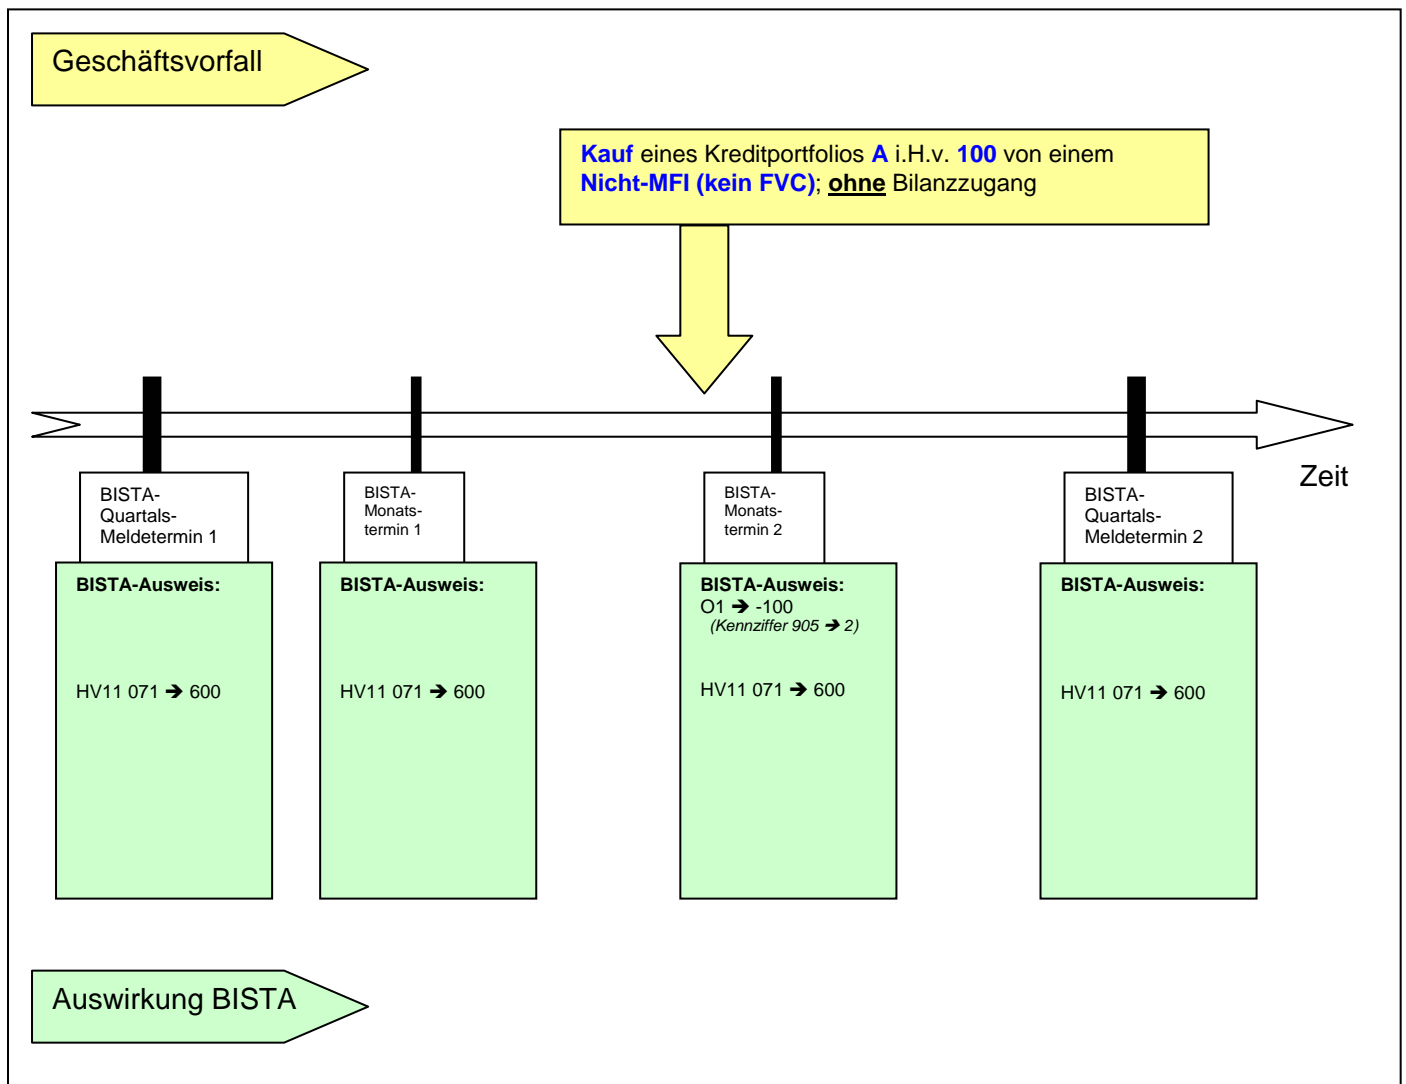 Geschäftsvorfall
Kauf eines Kreditportfolios A i.H.v. 100 von einem
Nicht-MFI (kein FVC); ohne Bilanzzugang
Zeit
BISTA-
Quartals-
Meldetermin 1
BISTA-Ausweis:
HV11 071 ➔ 600
BISTA-
Monats-
termin 1
BISTA-Ausweis:
HV11 071 ➔ 600
BISTA-
Monats-
termin 2
BISTA-Ausweis:
O1 ➔ -100
(Kennziffer 905 ➔ 2)
HV11 071 ➔ 600
BISTA-
Quartals-
Meldetermin 2
BISTA-Ausweis:
HV11 071 ➔ 600
Auswirkung BISTA